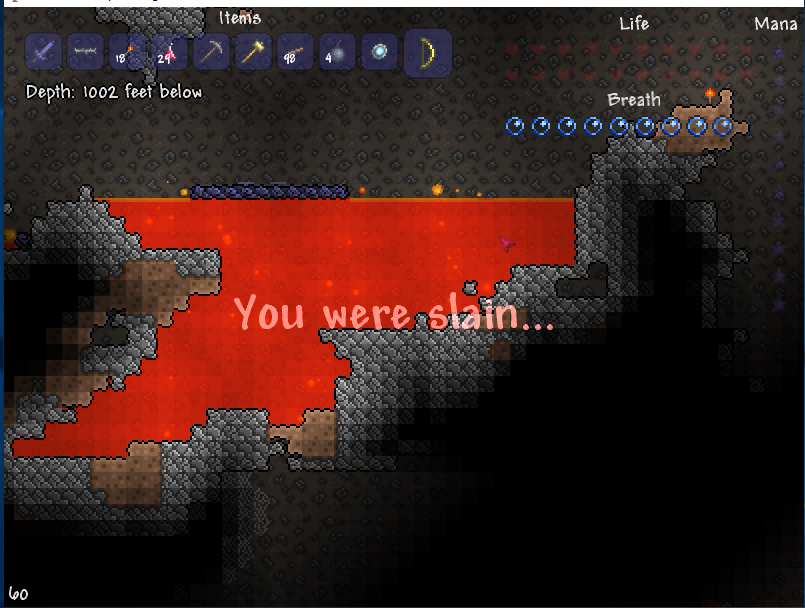 Items
Life
Mana
18
29
98
4
Depth: 1002 feet below
Breath
You were slain...
60